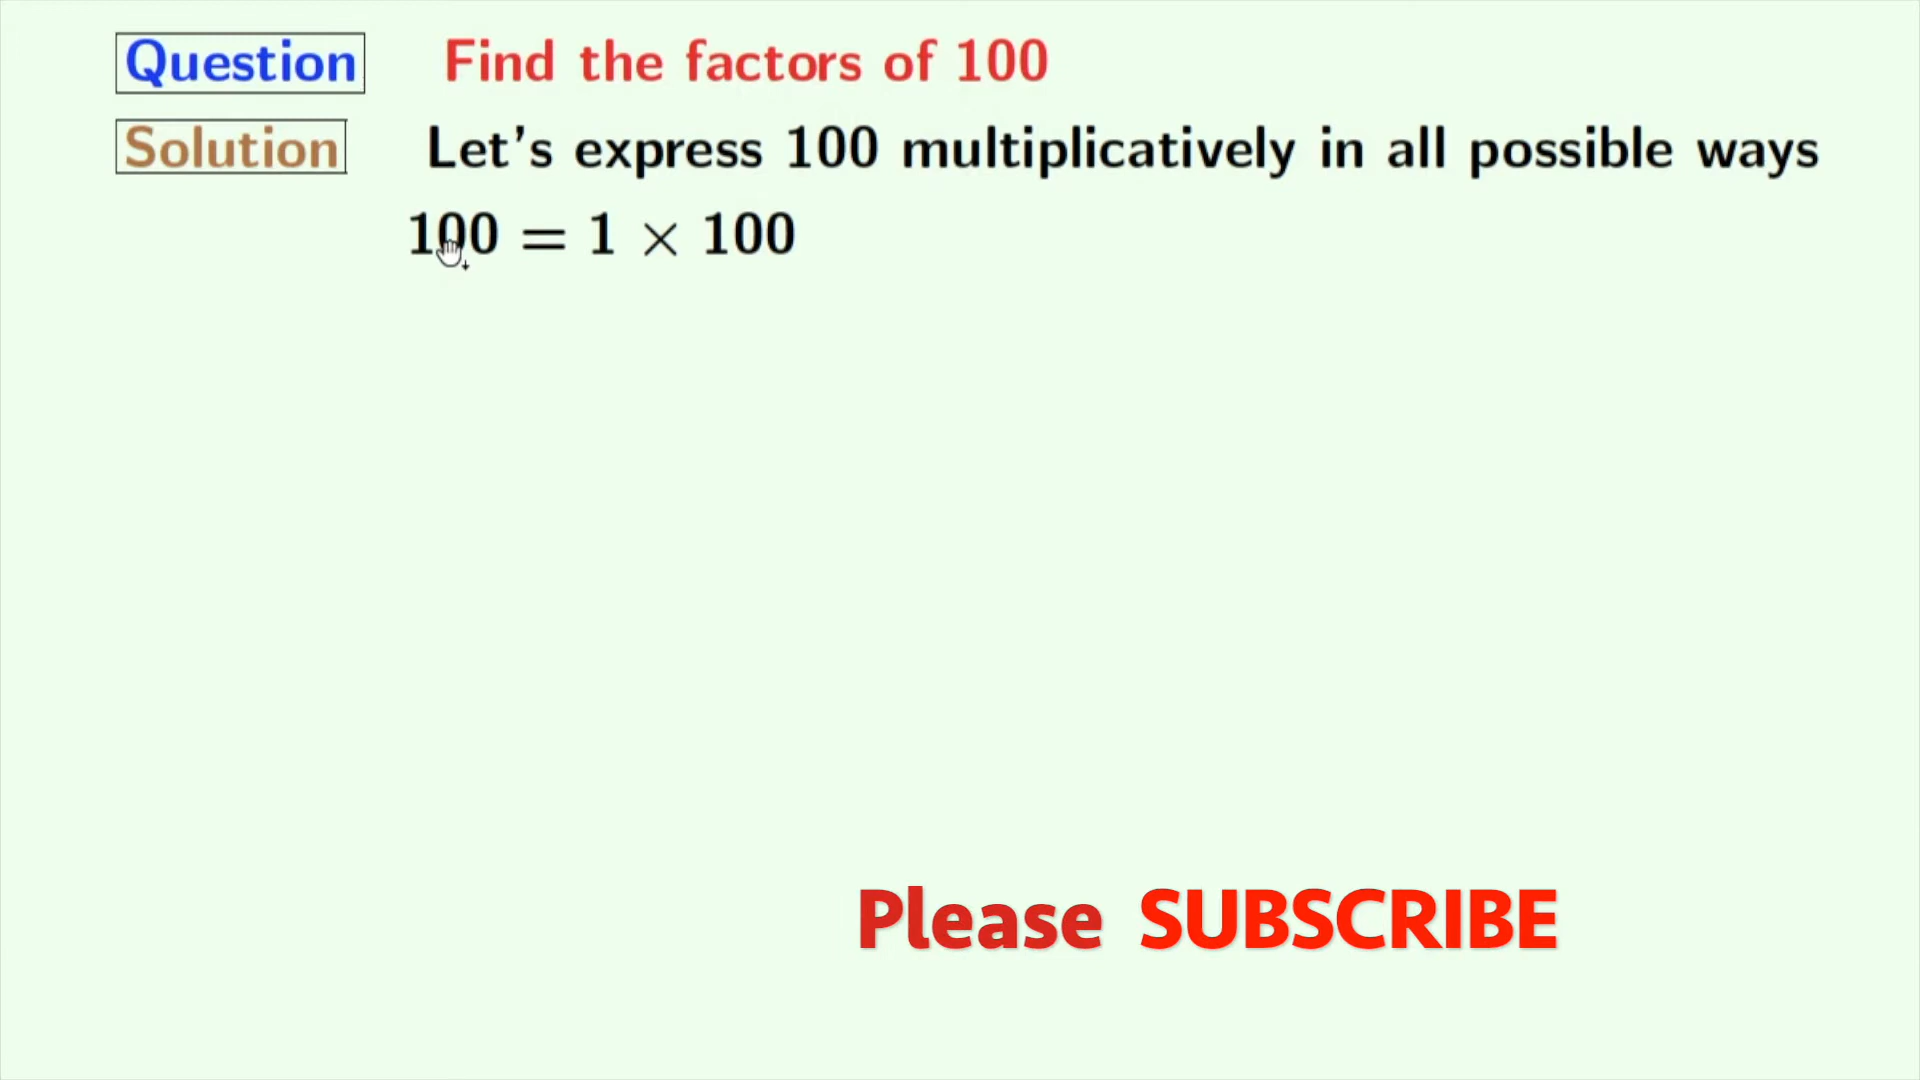 Question Find the factors of 100
Solution Let's express 100 multiplicatively in all possible ways
100 = 1 × 100
Please SUBSCRIBE